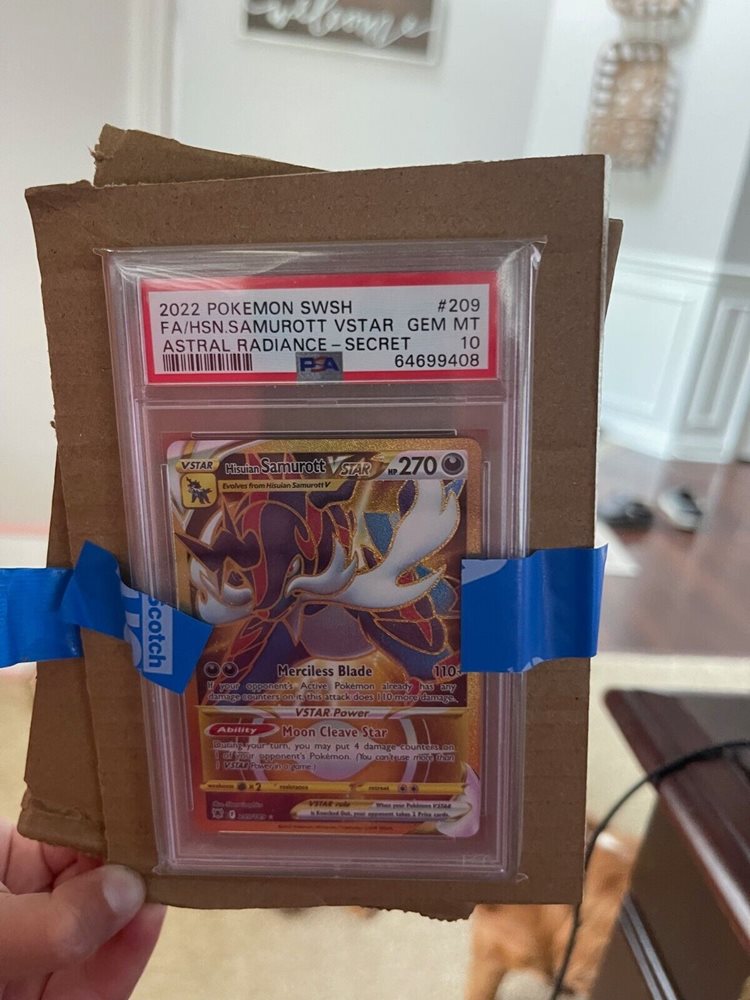 welcome
2022 POKEMON SWSH #209
FA/HSN.SAMUROTT VSTAR GEM MT
ASTRAL RADIANCE - SECRET 10
PSA 64699408
VSTAR Hisuian Samurott VSTAR HP 270
Evolves from Hisuian Samurott V
Scotch
Merciless Blade 110+
If your opponent's Active Pokémon already has any
damage counters on it, this attack does 110 more damage.
VSTAR Power
Ability Moon Cleave Star
During your turn, you may put 4 damage counters on
1 of your opponent's Pokémon. (You can't use more than
1 VSTAR Power in a game.)
weakness ×2 resistance retreat
VSTAR rule When your Pokémon VSTAR
is Knocked Out, your opponent takes 2 Prize cards.